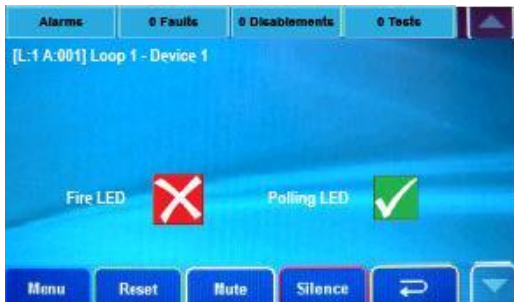 Alarms 0 Faults 0 Disablements 0 Tests
[L:1 A:001] Loop 1 - Device 1
Fire LED Polling LED
Menu Reset Mute Silence